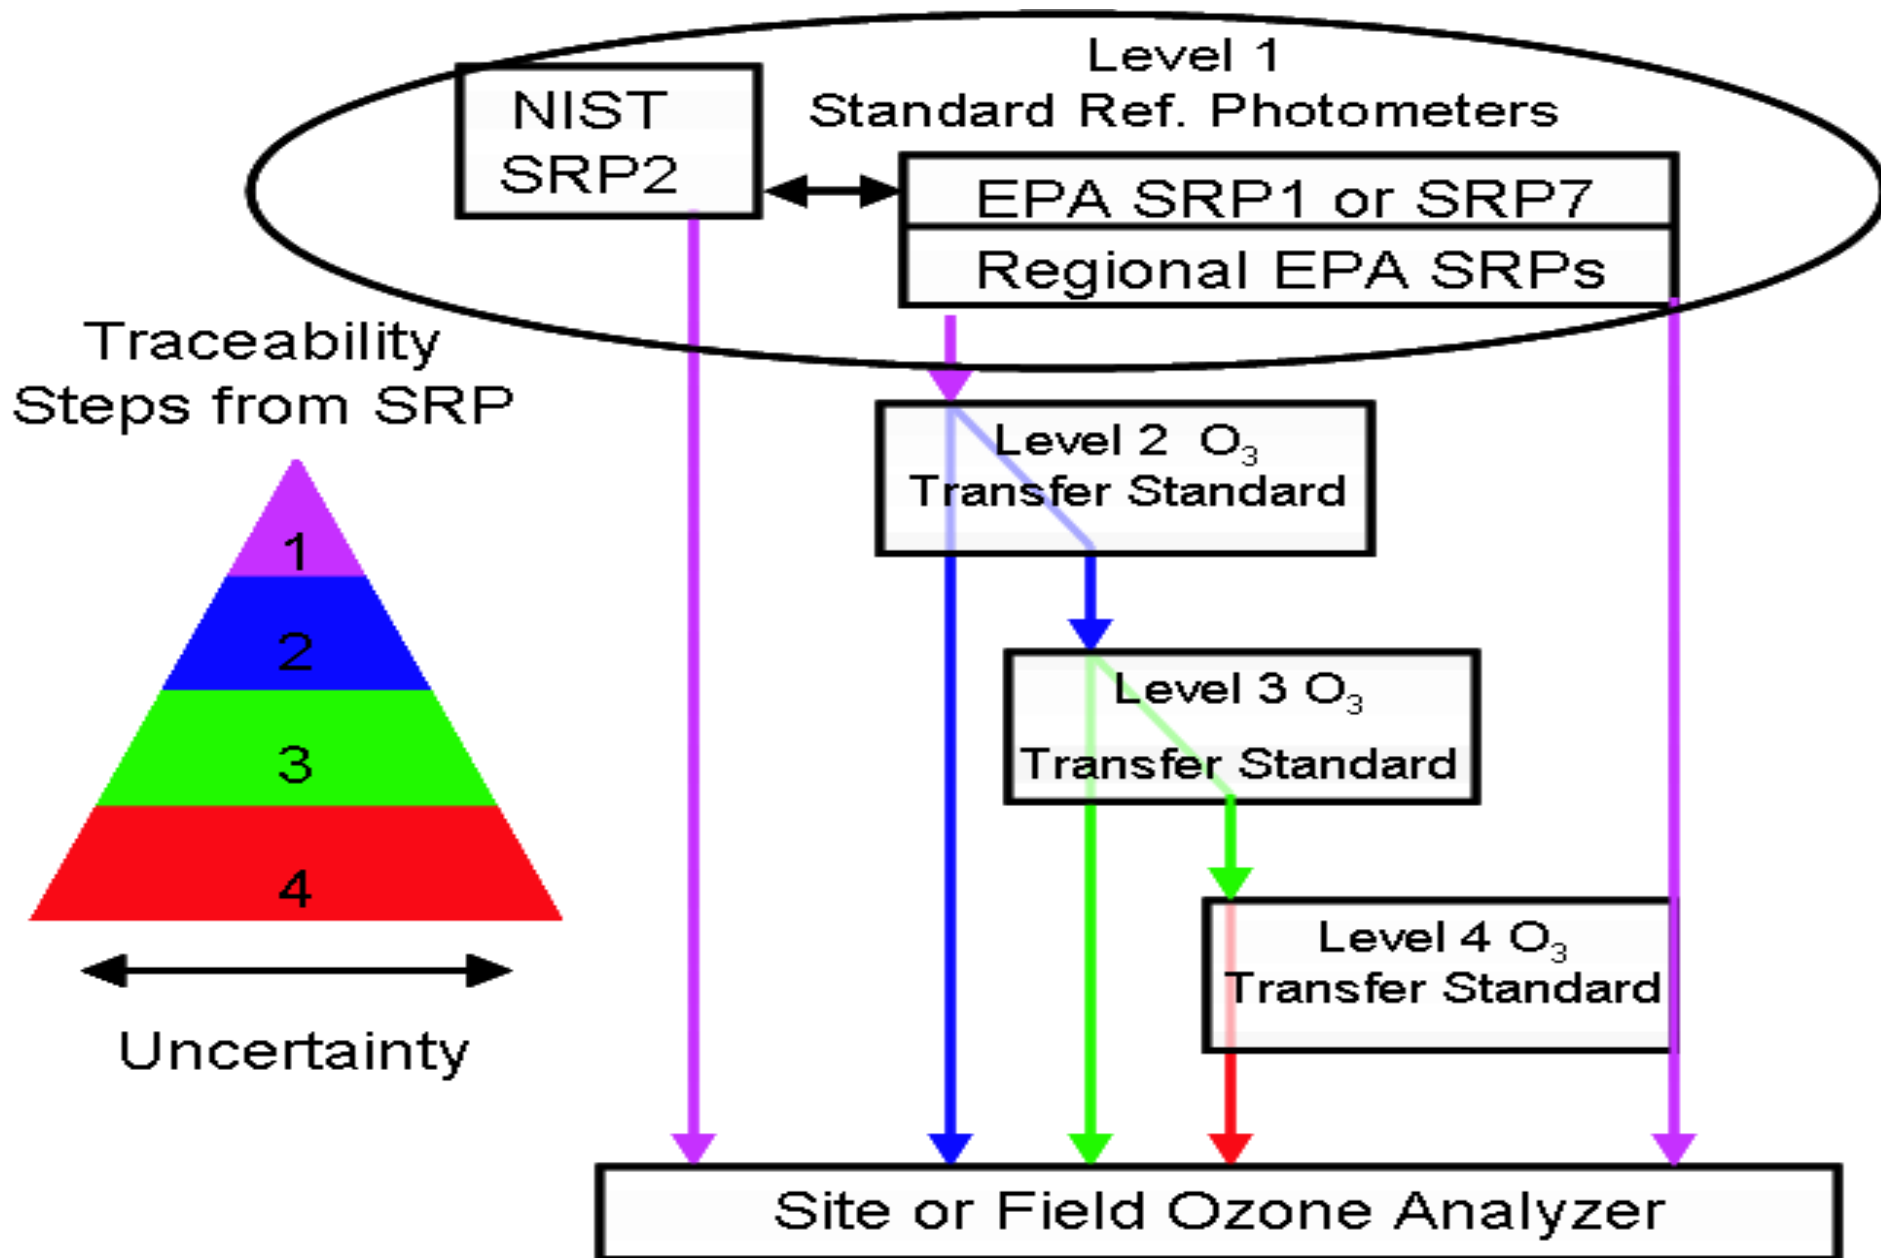 Level 1
Standard Ref. Photometers
NIST
SRP2
EPA SRP1 or SRP7
Regional EPA SRPs
Traceability
Steps from SRP
1
2
3
4
Uncertainty
Level 2 O₃
Transfer Standard
Level 3 O₃
Transfer Standard
Level 4 O₃
Transfer Standard
Site or Field Ozone Analyzer